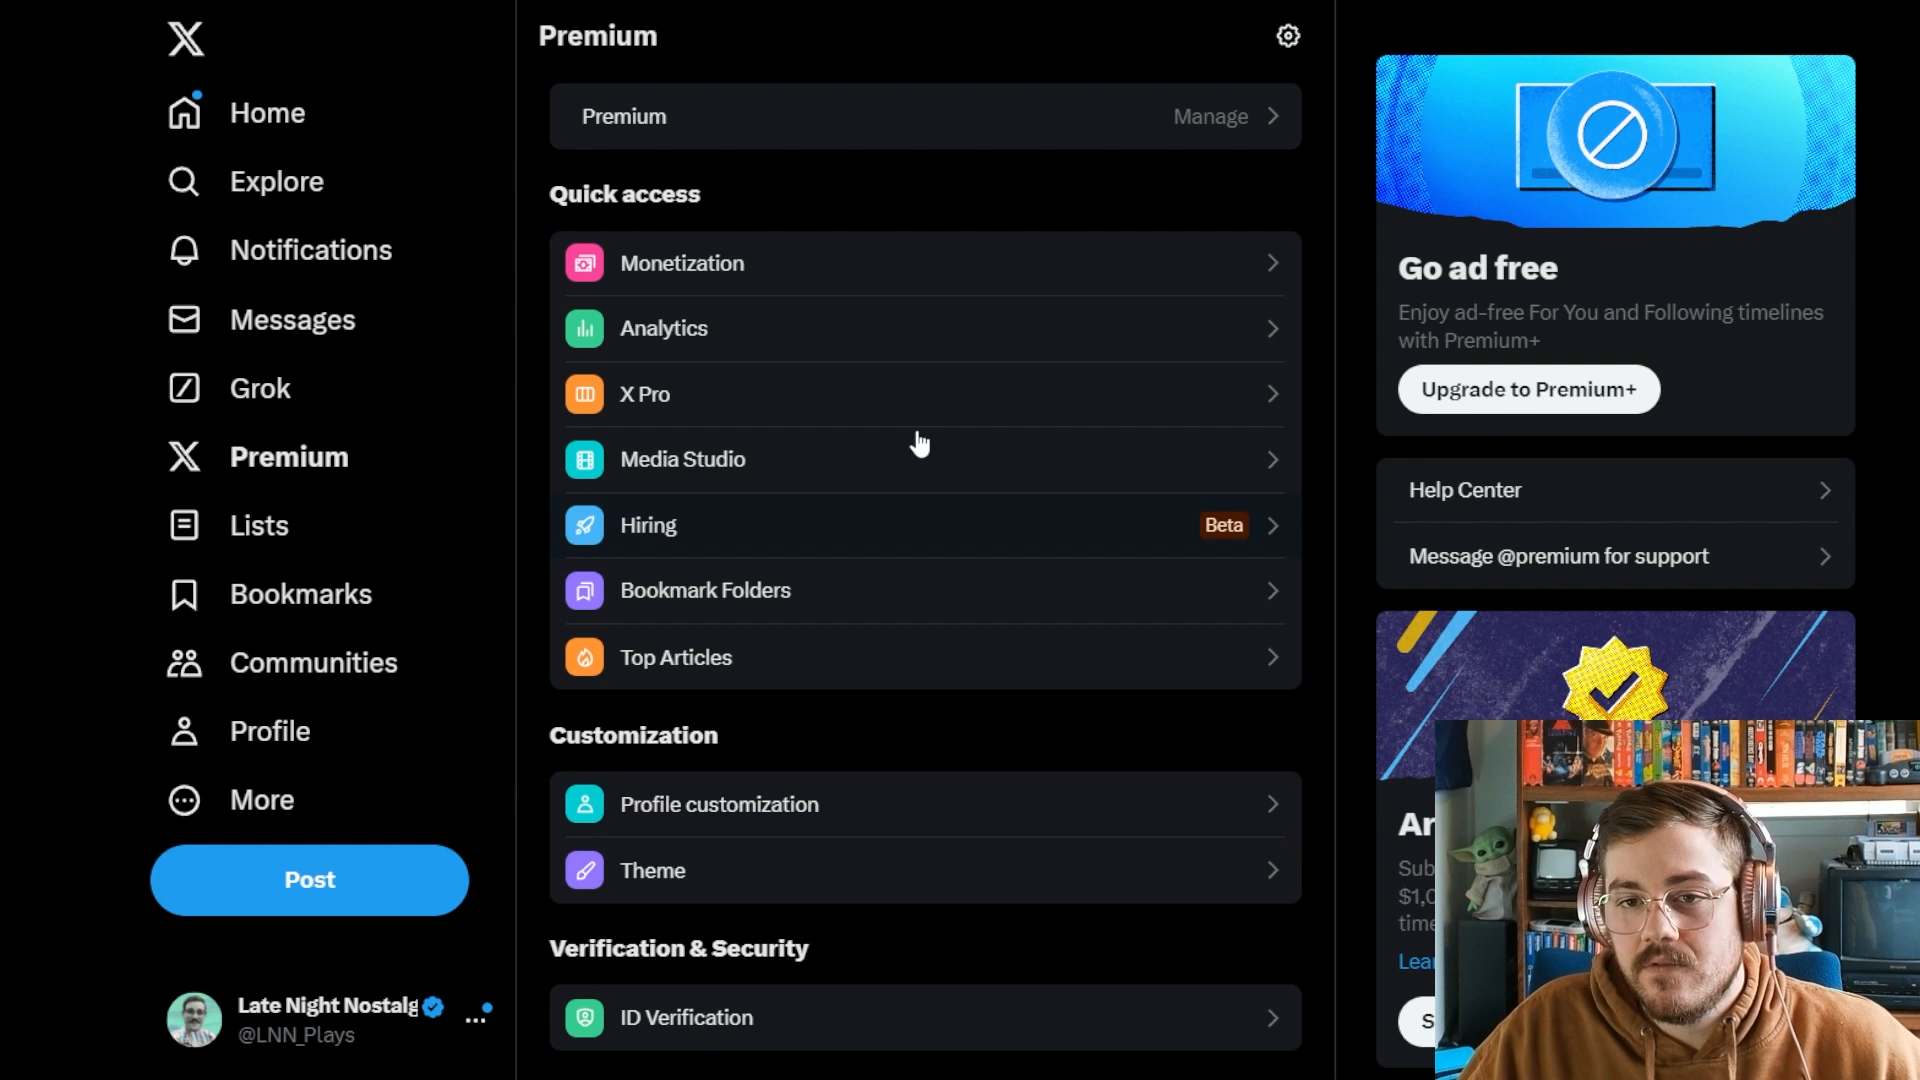 Home
Explore
Notifications
Messages
Grok
Premium
Lists
Bookmarks
Communities
Profile
More
Post
Late Night Nostalg
@LNN_Plays
Premium
Premium
Manage
Quick access
Monetization
Analytics
X Pro
Media Studio
Hiring
Beta
Bookmark Folders
Top Articles
Customization
Profile customization
Theme
Verification & Security
ID Verification
Go ad free
Enjoy ad-free For You and Following timelines
with Premium+
Upgrade to Premium+
Help Center
Message @premium for support